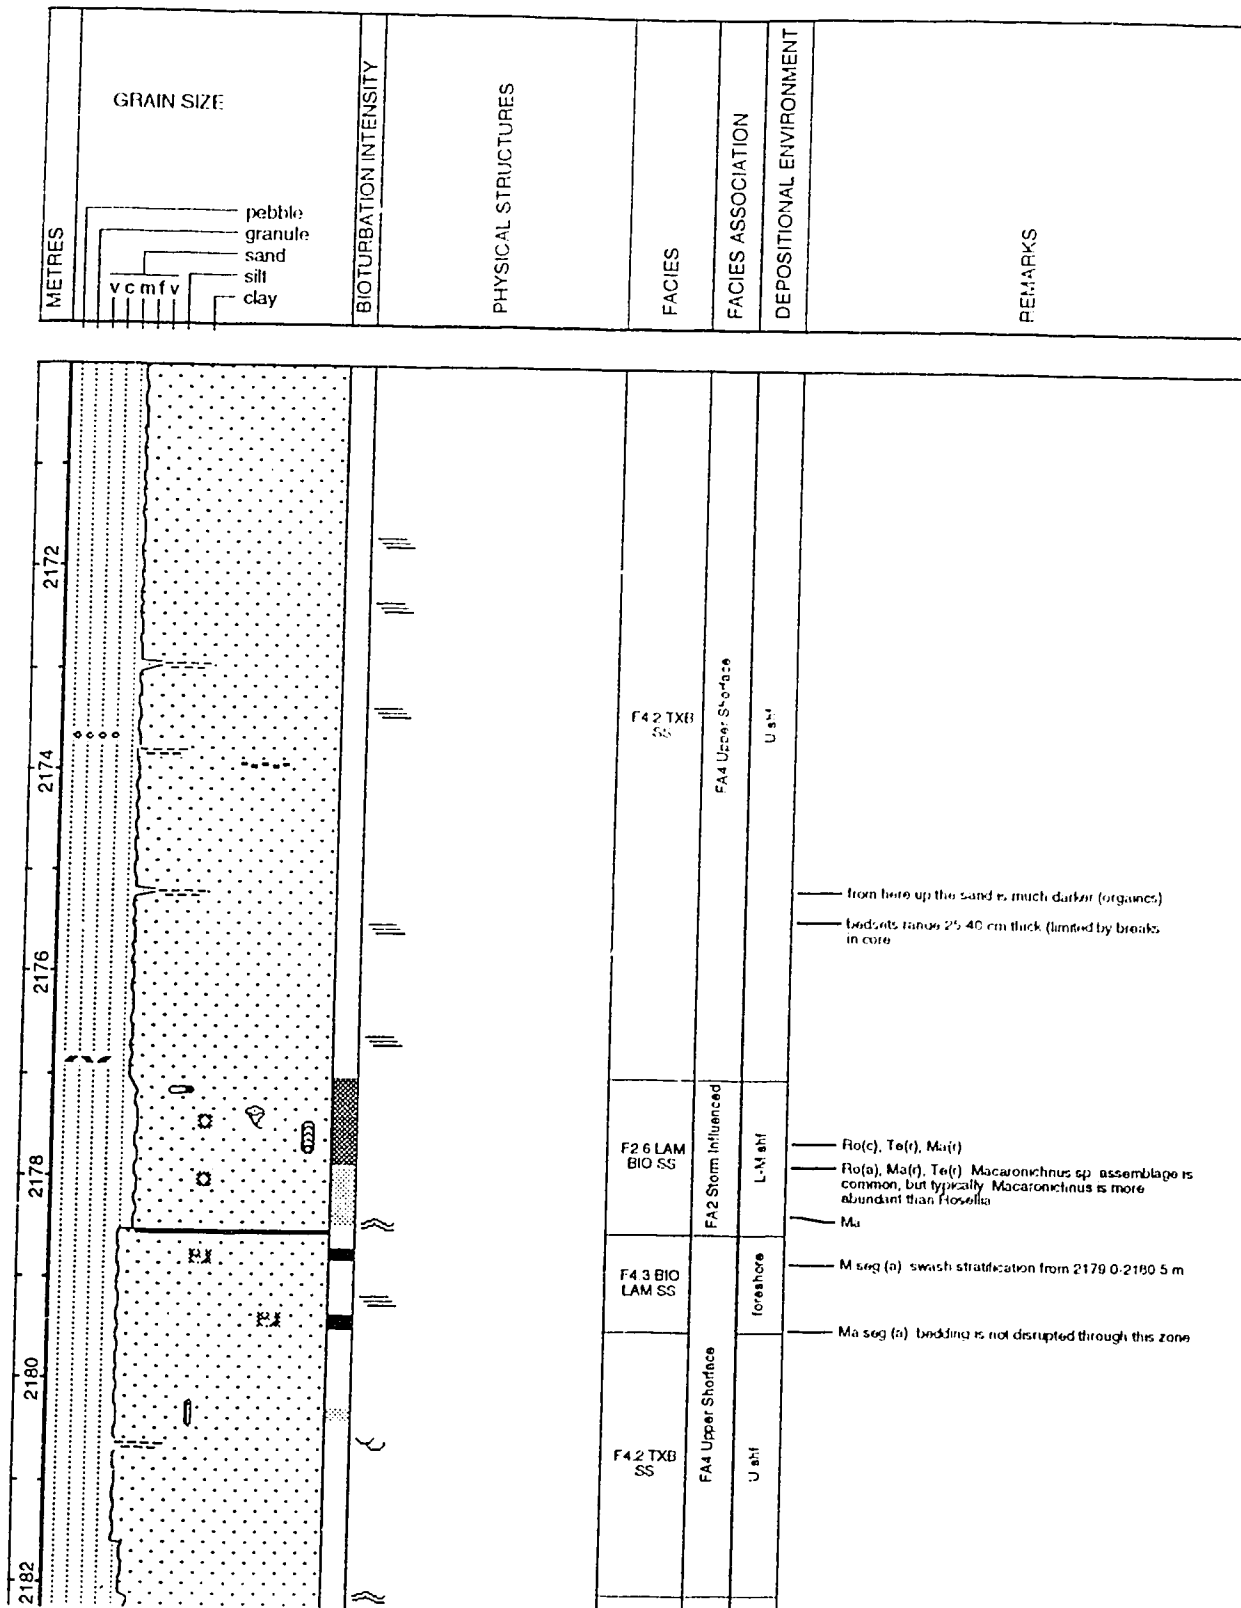 METRES
GRAIN SIZE
pebble
granule
sand
silt
clay
v c m f v
BIOTURBATION INTENSITY
PHYSICAL STRUCTURES
FACIES
FACIES ASSOCIATION
DEPOSITIONAL ENVIRONMENT
REMARKS
2172
2174
2176
2178
2180
2182
F4.2 TXB
SS
FA4 Upper Shorface
U shf
from here up the sand is much darker (orgaincs)
bedsets range 25-40 cm thick (limited by breaks
in core
F2.6 LAM
BIO SS
FA2 Storm Influenced
L-M shf
Ro(c), Te(r), Ma(r)
Ro(a), Ma(r), Te(r) Macaronichnus sp. assemblage is
common, but typically Macaronichnus is more
abundant than Rosellia
Ma
F4.3 BIO
LAM SS
foreshore
M seg (a) swash stratification from 2179.0-2180.5 m
Ma seg (a) bedding is not disrupted through this zone
F4.2 TXB
SS
FA4 Upper Shorface
U shf